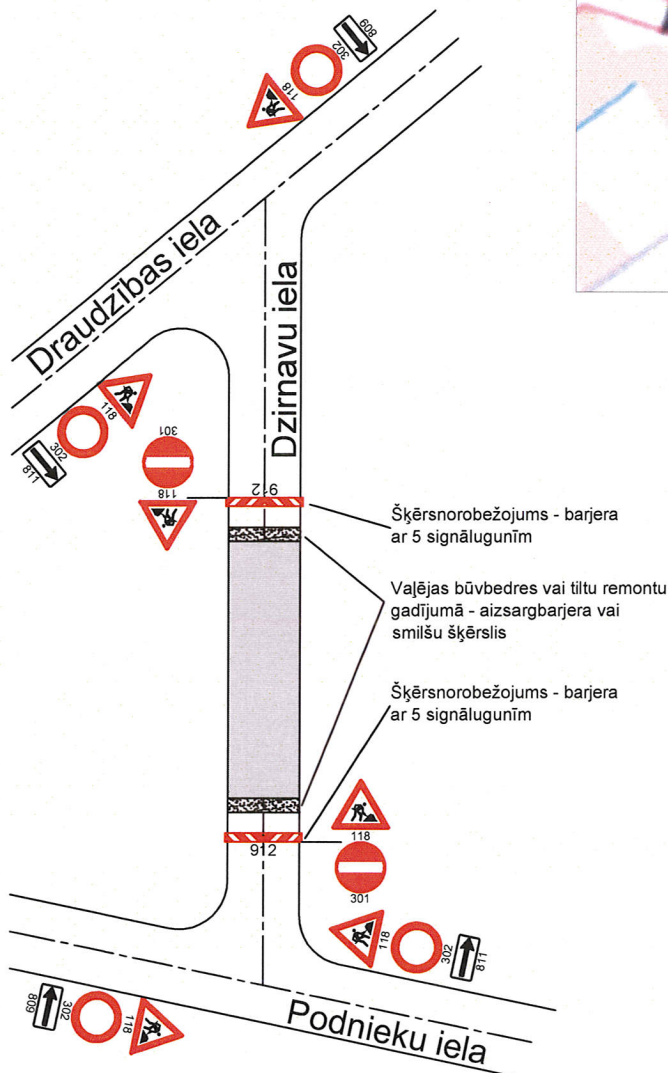 809
302
118
Draudzības iela
Dzirnavu iela
118
302
811
301
118
912
Šķērsnorobežojums - barjera
ar 5 signālugunīm
Vaļējas būvbedres vai tiltu remontu
gadījumā - aizsargbarjera vai
smilšu šķērslis
Šķērsnorobežojums - barjera
ar 5 signālugunīm
118
912
301
118
302
811
809
302
118
Podnieku iela